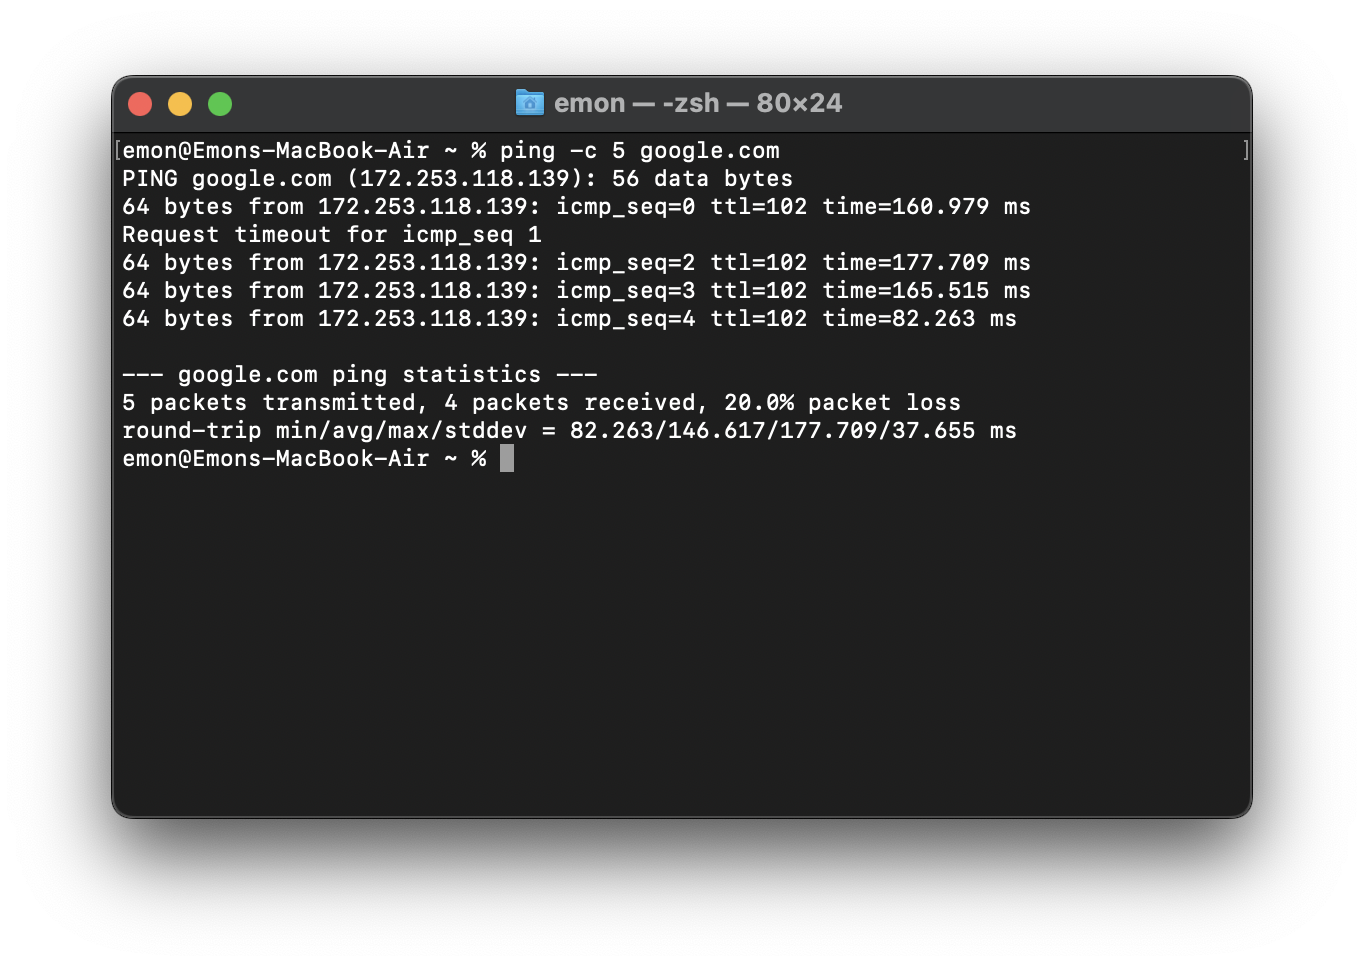 emon — -zsh — 80×24
[emon@Emons-MacBook-Air ~ % ping -c 5 google.com ]
PING google.com (172.253.118.139): 56 data bytes
64 bytes from 172.253.118.139: icmp_seq=0 ttl=102 time=160.979 ms
Request timeout for icmp_seq 1
64 bytes from 172.253.118.139: icmp_seq=2 ttl=102 time=177.709 ms
64 bytes from 172.253.118.139: icmp_seq=3 ttl=102 time=165.515 ms
64 bytes from 172.253.118.139: icmp_seq=4 ttl=102 time=82.263 ms
--- google.com ping statistics ---
5 packets transmitted, 4 packets received, 20.0% packet loss
round-trip min/avg/max/stddev = 82.263/146.617/177.709/37.655 ms
emon@Emons-MacBook-Air ~ %